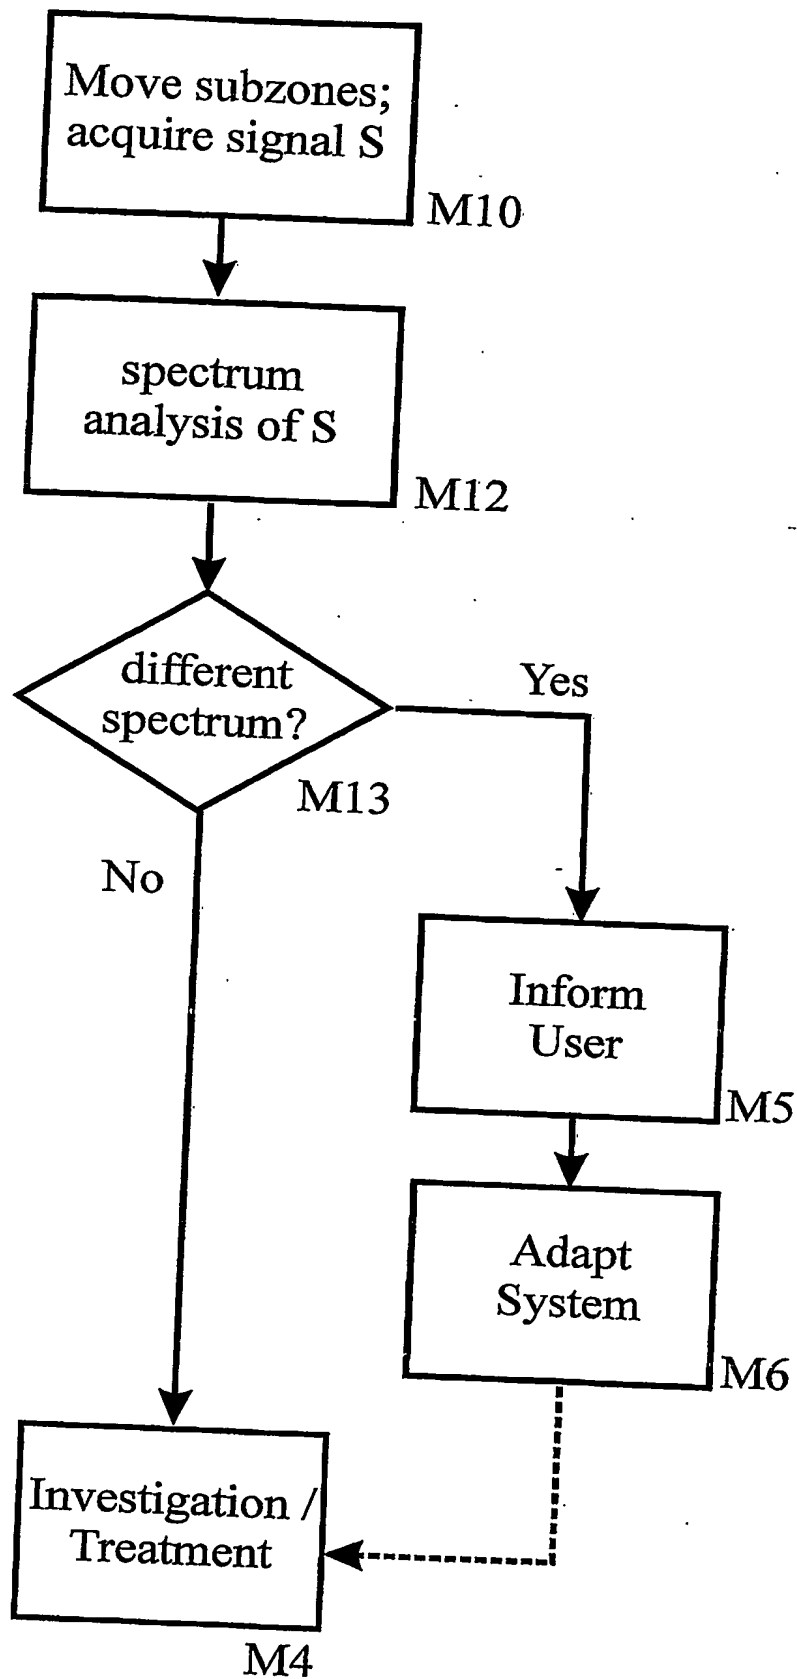 Move subzones;
acquire signal S
M10
spectrum
analysis of S
M12
different
spectrum?
Yes
M13
No
Inform
User
M5
Adapt
System
M6
Investigation /
Treatment
M4